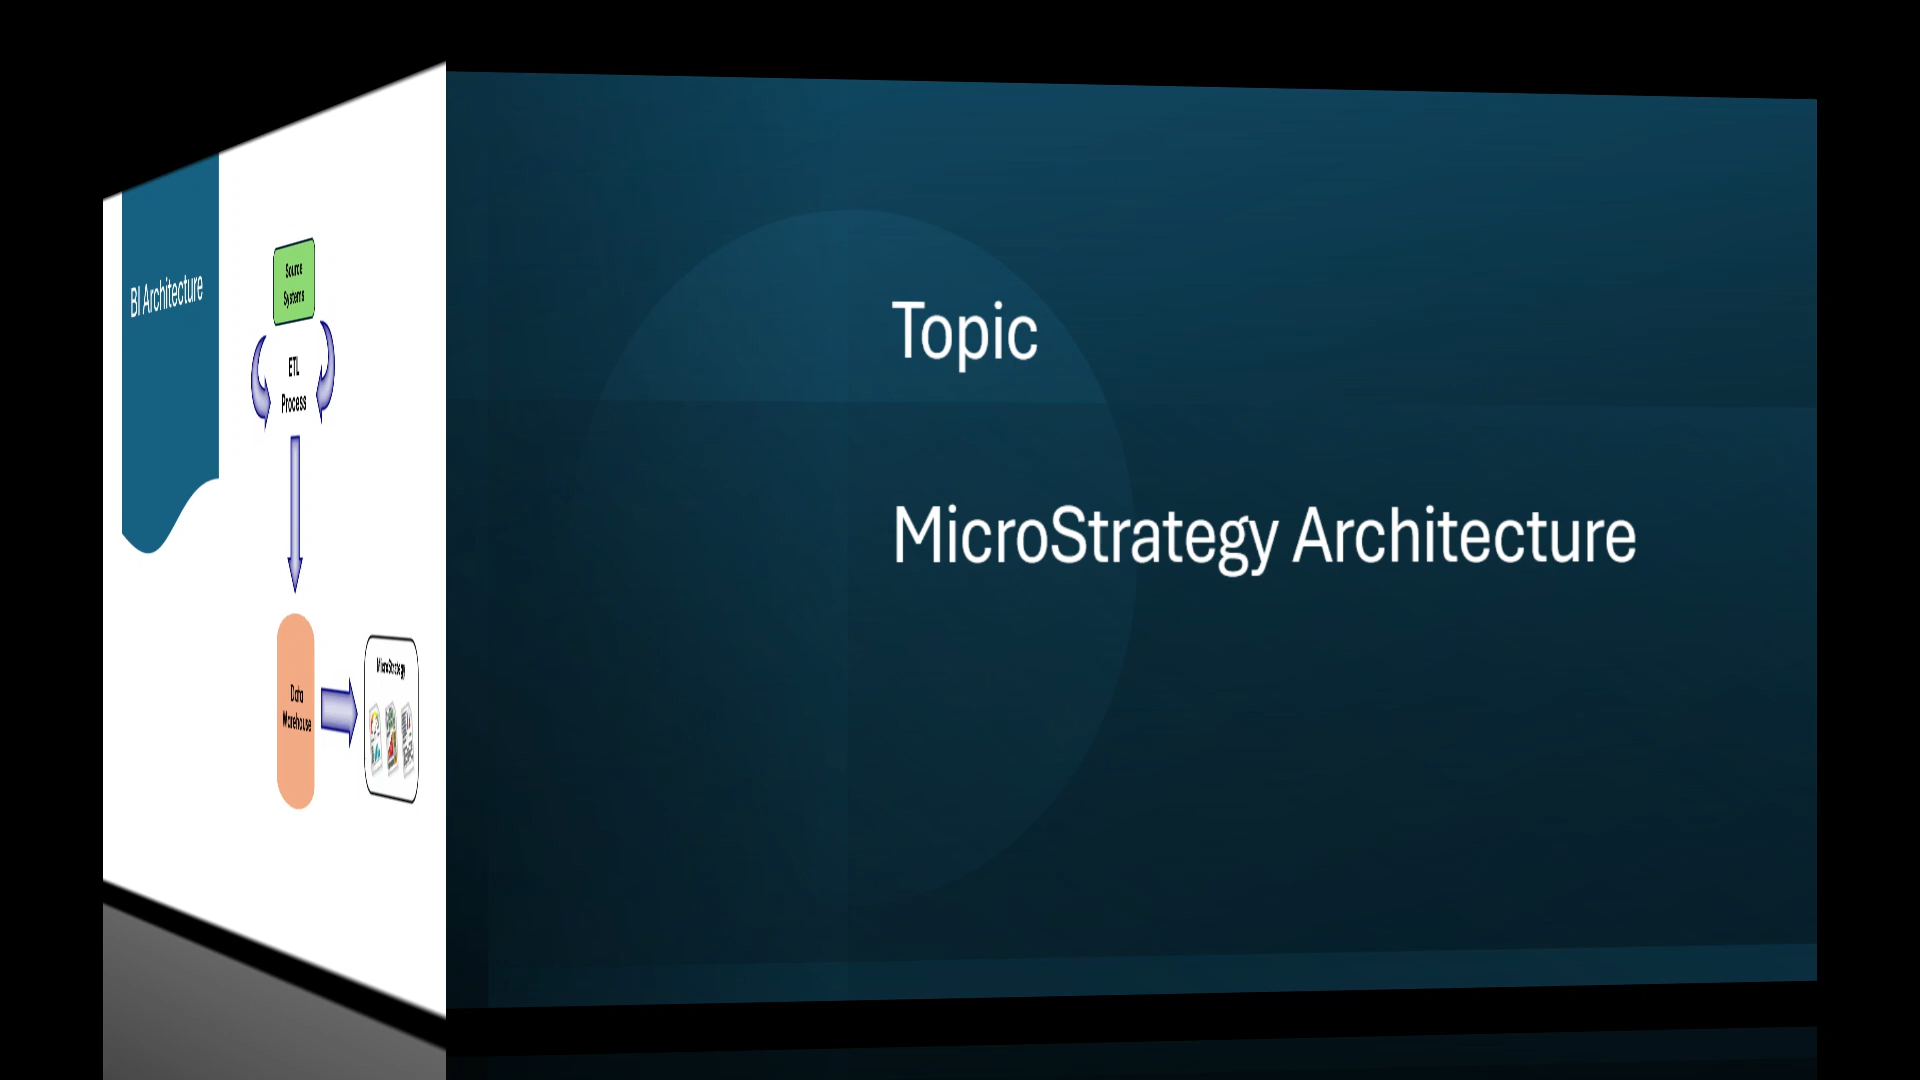 BI Architecture
Source
Systems
ETL
Process
Data
Warehouse
MicroStrategy
Topic
MicroStrategy Architecture